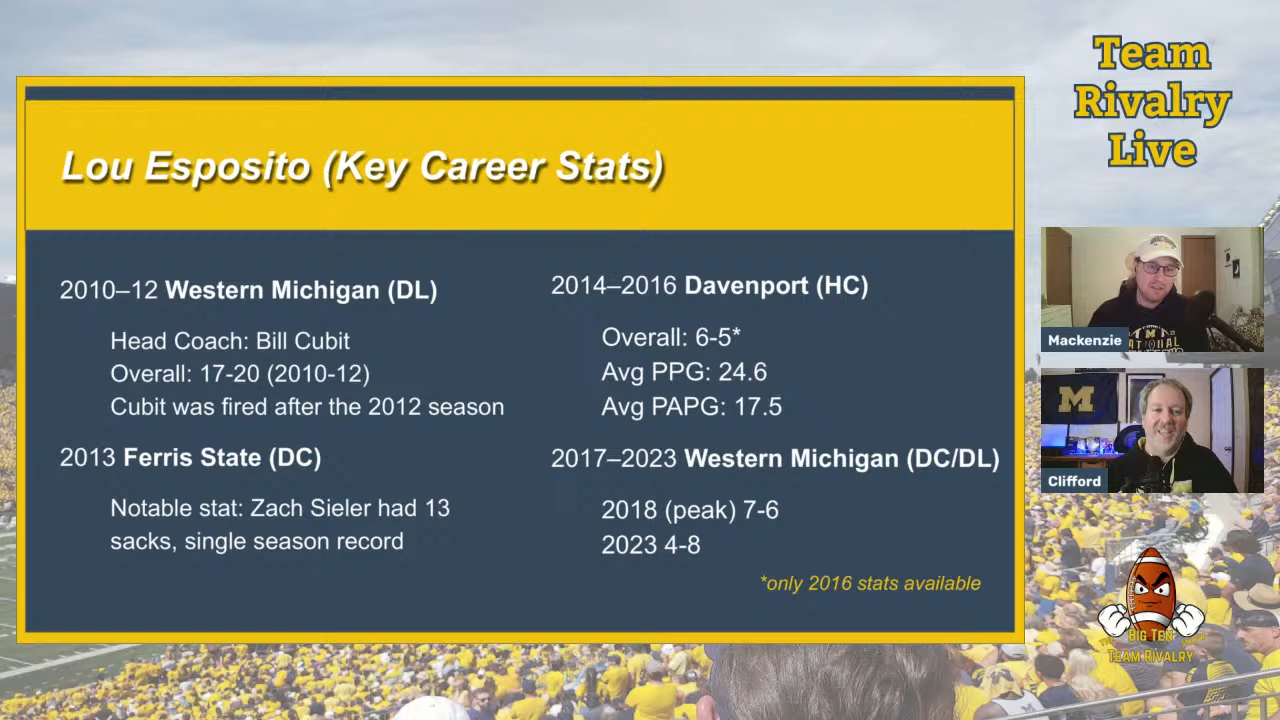 Team
Rivalry
Live
Lou Esposito (Key Career Stats)
2010–12 Western Michigan (DL)
Head Coach: Bill Cubit
Overall: 17-20 (2010-12)
Cubit was fired after the 2012 season
2013 Ferris State (DC)
Notable stat: Zach Sieler had 13
sacks, single season record
2014–2016 Davenport (HC)
Overall: 6-5*
Avg PPG: 24.6
Avg PAPG: 17.5
2017–2023 Western Michigan (DC/DL)
2018 (peak) 7-6
2023 4-8
*only 2016 stats available
Mackenzie
M
Clifford
Big Ten
Team Rivalry